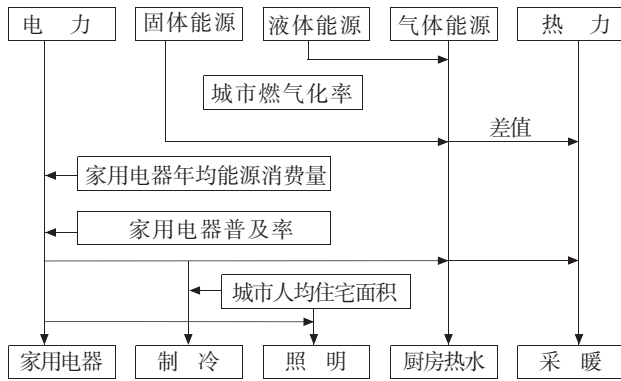 电 力 固体能源 液体能源 气体能源 热 力
城市燃气化率
差值
家用电器年均能源消费量
家用电器普及率
城市人均住宅面积
家用电器 制 冷 照 明 厨房热水 采 暖